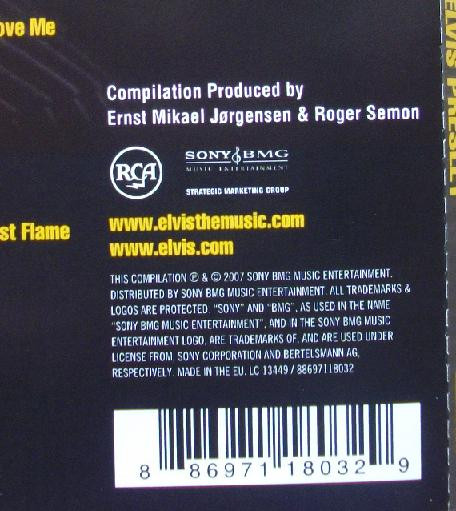 ove Me
Compilation Produced by
Ernst Mikael Jørgensen & Roger Semon
RCA
SONY BMG
MUSIC ENTERTAINMENT
STRATEGIC MARKETING GROUP
st Flame
www.elvisthemusic.com
www.elvis.com
THIS COMPILATION ℗ & © 2007 SONY BMG MUSIC ENTERTAINMENT.
DISTRIBUTED BY SONY BMG MUSIC ENTERTAINMENT. ALL TRADEMARKS &
LOGOS ARE PROTECTED. "SONY" AND "BMG", AS USED IN THE NAME
"SONY BMG MUSIC ENTERTAINMENT", AND IN THE SONY BMG MUSIC
ENTERTAINMENT LOGO, ARE TRADEMARKS OF, AND ARE USED UNDER
LICENSE FROM, SONY CORPORATION AND BERTELSMANN AG,
RESPECTIVELY. MADE IN THE EU. LC 13449 / 88697118032
8 86971 18032 9
ELVIS PRESLEY